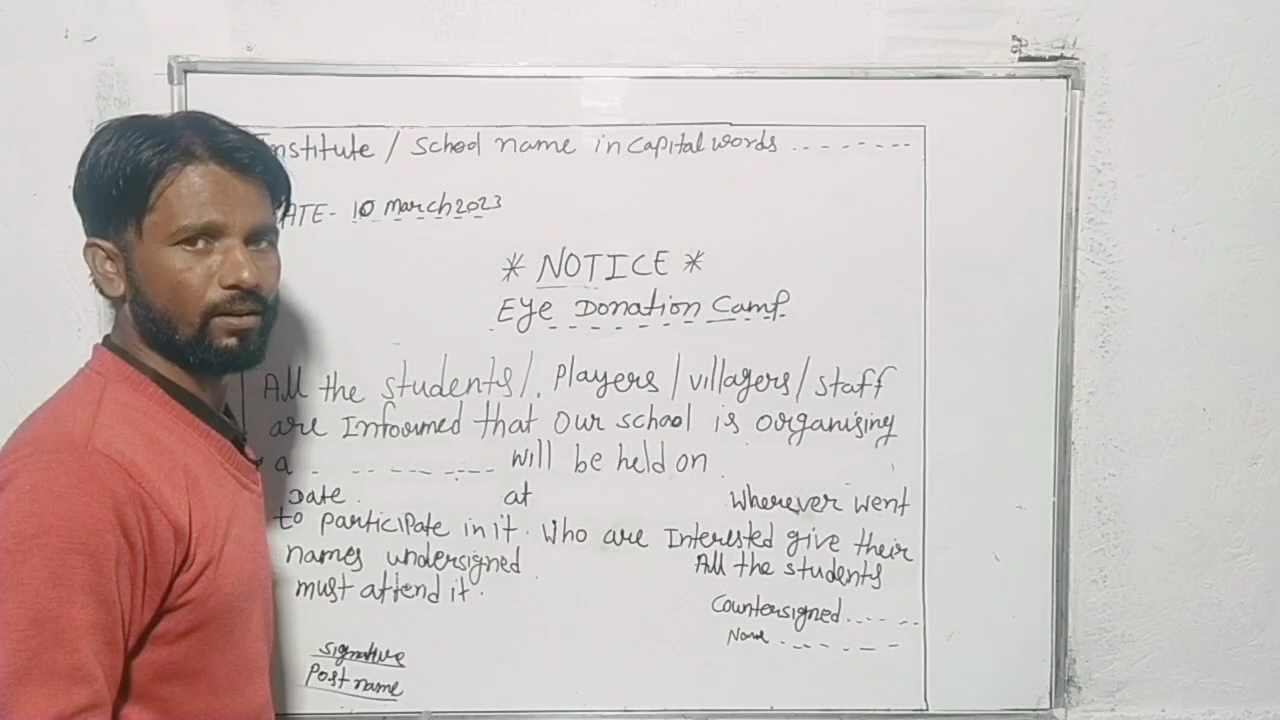 Institute / School name in Capital words .. - - - - - - -
DATE - 10 March 2023
* NOTICE *
Eye Donation Camp
All the students /. Players / villagers / staff
are Informed that Our school is organising
a - - - - - - - - - will be held on
Date . at Wherever went
to participate in it. Who are Interested give their
names undersigned All the students
must attend it.
Countersigned .... - - -
Name - - - - - -
Signature
Post name